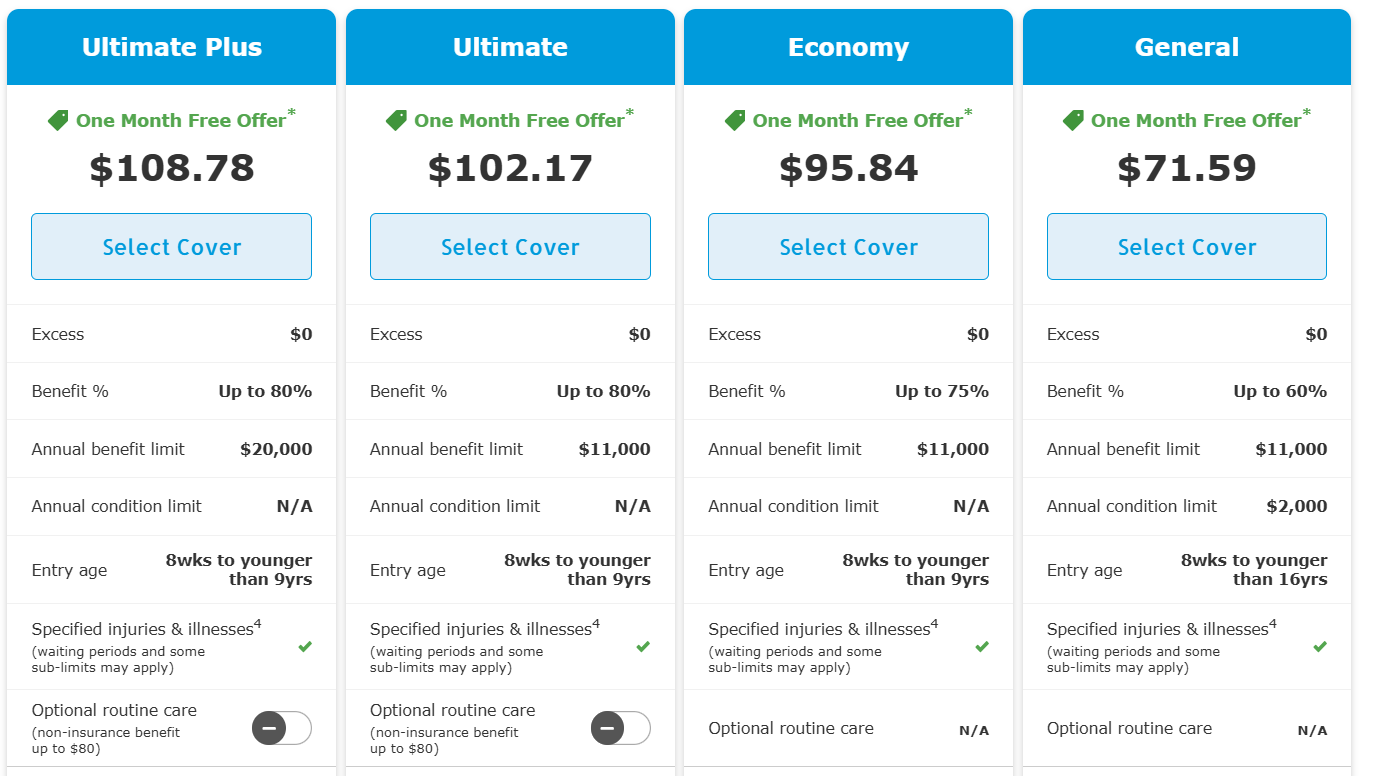 Ultimate Plus
One Month Free Offer*
$108.78
Select Cover
Excess $0
Benefit % Up to 80%
Annual benefit limit $20,000
Annual condition limit N/A
Entry age 8wks to younger
than 9yrs
Specified injuries & illnesses4
(waiting periods and some
sub-limits may apply)
Optional routine care
(non-insurance benefit
up to $80)
Ultimate
One Month Free Offer*
$102.17
Select Cover
Excess $0
Benefit % Up to 80%
Annual benefit limit $11,000
Annual condition limit N/A
Entry age 8wks to younger
than 9yrs
Specified injuries & illnesses4
(waiting periods and some
sub-limits may apply)
Optional routine care
(non-insurance benefit
up to $80)
Economy
One Month Free Offer*
$95.84
Select Cover
Excess $0
Benefit % Up to 75%
Annual benefit limit $11,000
Annual condition limit N/A
Entry age 8wks to younger
than 9yrs
Specified injuries & illnesses4
(waiting periods and some
sub-limits may apply)
Optional routine care N/A
General
One Month Free Offer*
$71.59
Select Cover
Excess $0
Benefit % Up to 60%
Annual benefit limit $11,000
Annual condition limit $2,000
Entry age 8wks to younger
than 16yrs
Specified injuries & illnesses4
(waiting periods and some
sub-limits may apply)
Optional routine care N/A